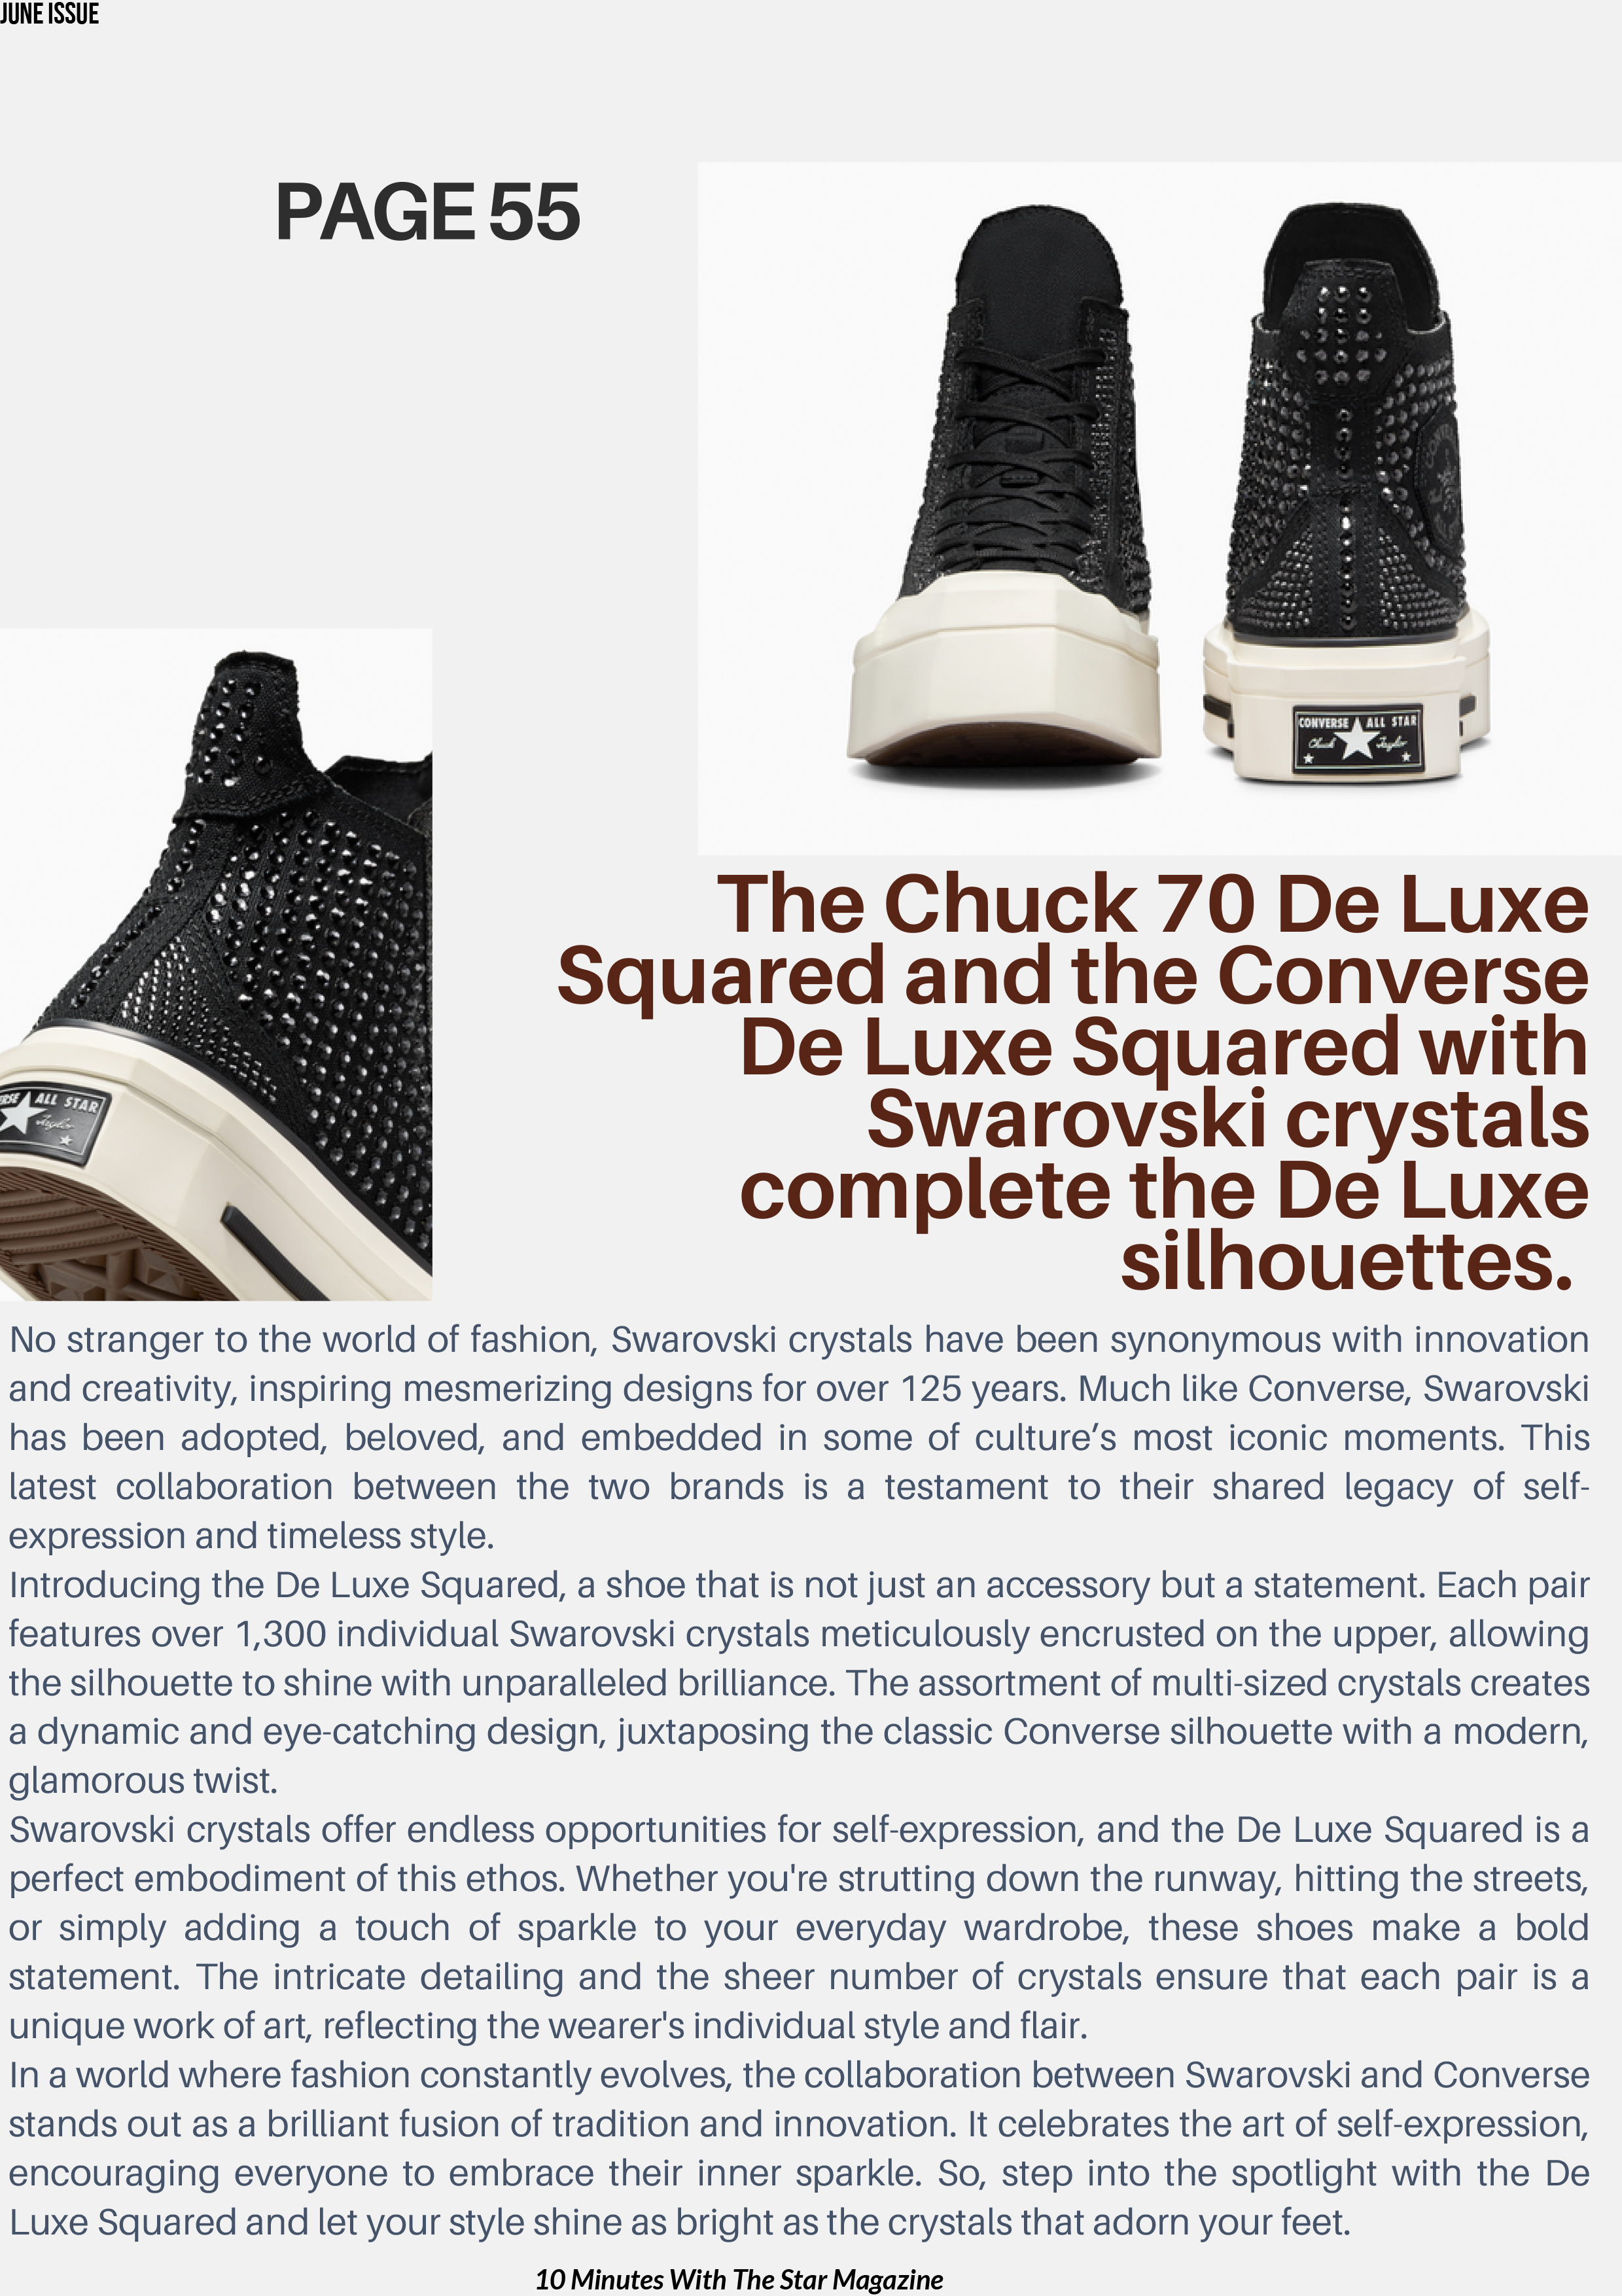 JUNE ISSUE
PAGE 55
CONVERSE ALL STAR
Chuck Taylor
ALL STAR
Taylor
The Chuck 70 De Luxe
Squared and the Converse
De Luxe Squared with
Swarovski crystals
complete the De Luxe
silhouettes.
No stranger to the world of fashion, Swarovski crystals have been synonymous with innovation
and creativity, inspiring mesmerizing designs for over 125 years. Much like Converse, Swarovski
has been adopted, beloved, and embedded in some of culture’s most iconic moments. This
latest collaboration between the two brands is a testament to their shared legacy of self-
expression and timeless style.
Introducing the De Luxe Squared, a shoe that is not just an accessory but a statement. Each pair
features over 1,300 individual Swarovski crystals meticulously encrusted on the upper, allowing
the silhouette to shine with unparalleled brilliance. The assortment of multi-sized crystals creates
a dynamic and eye-catching design, juxtaposing the classic Converse silhouette with a modern,
glamorous twist.
Swarovski crystals offer endless opportunities for self-expression, and the De Luxe Squared is a
perfect embodiment of this ethos. Whether you're strutting down the runway, hitting the streets,
or simply adding a touch of sparkle to your everyday wardrobe, these shoes make a bold
statement. The intricate detailing and the sheer number of crystals ensure that each pair is a
unique work of art, reflecting the wearer's individual style and flair.
In a world where fashion constantly evolves, the collaboration between Swarovski and Converse
stands out as a brilliant fusion of tradition and innovation. It celebrates the art of self-expression,
encouraging everyone to embrace their inner sparkle. So, step into the spotlight with the De
Luxe Squared and let your style shine as bright as the crystals that adorn your feet.
10 Minutes With The Star Magazine